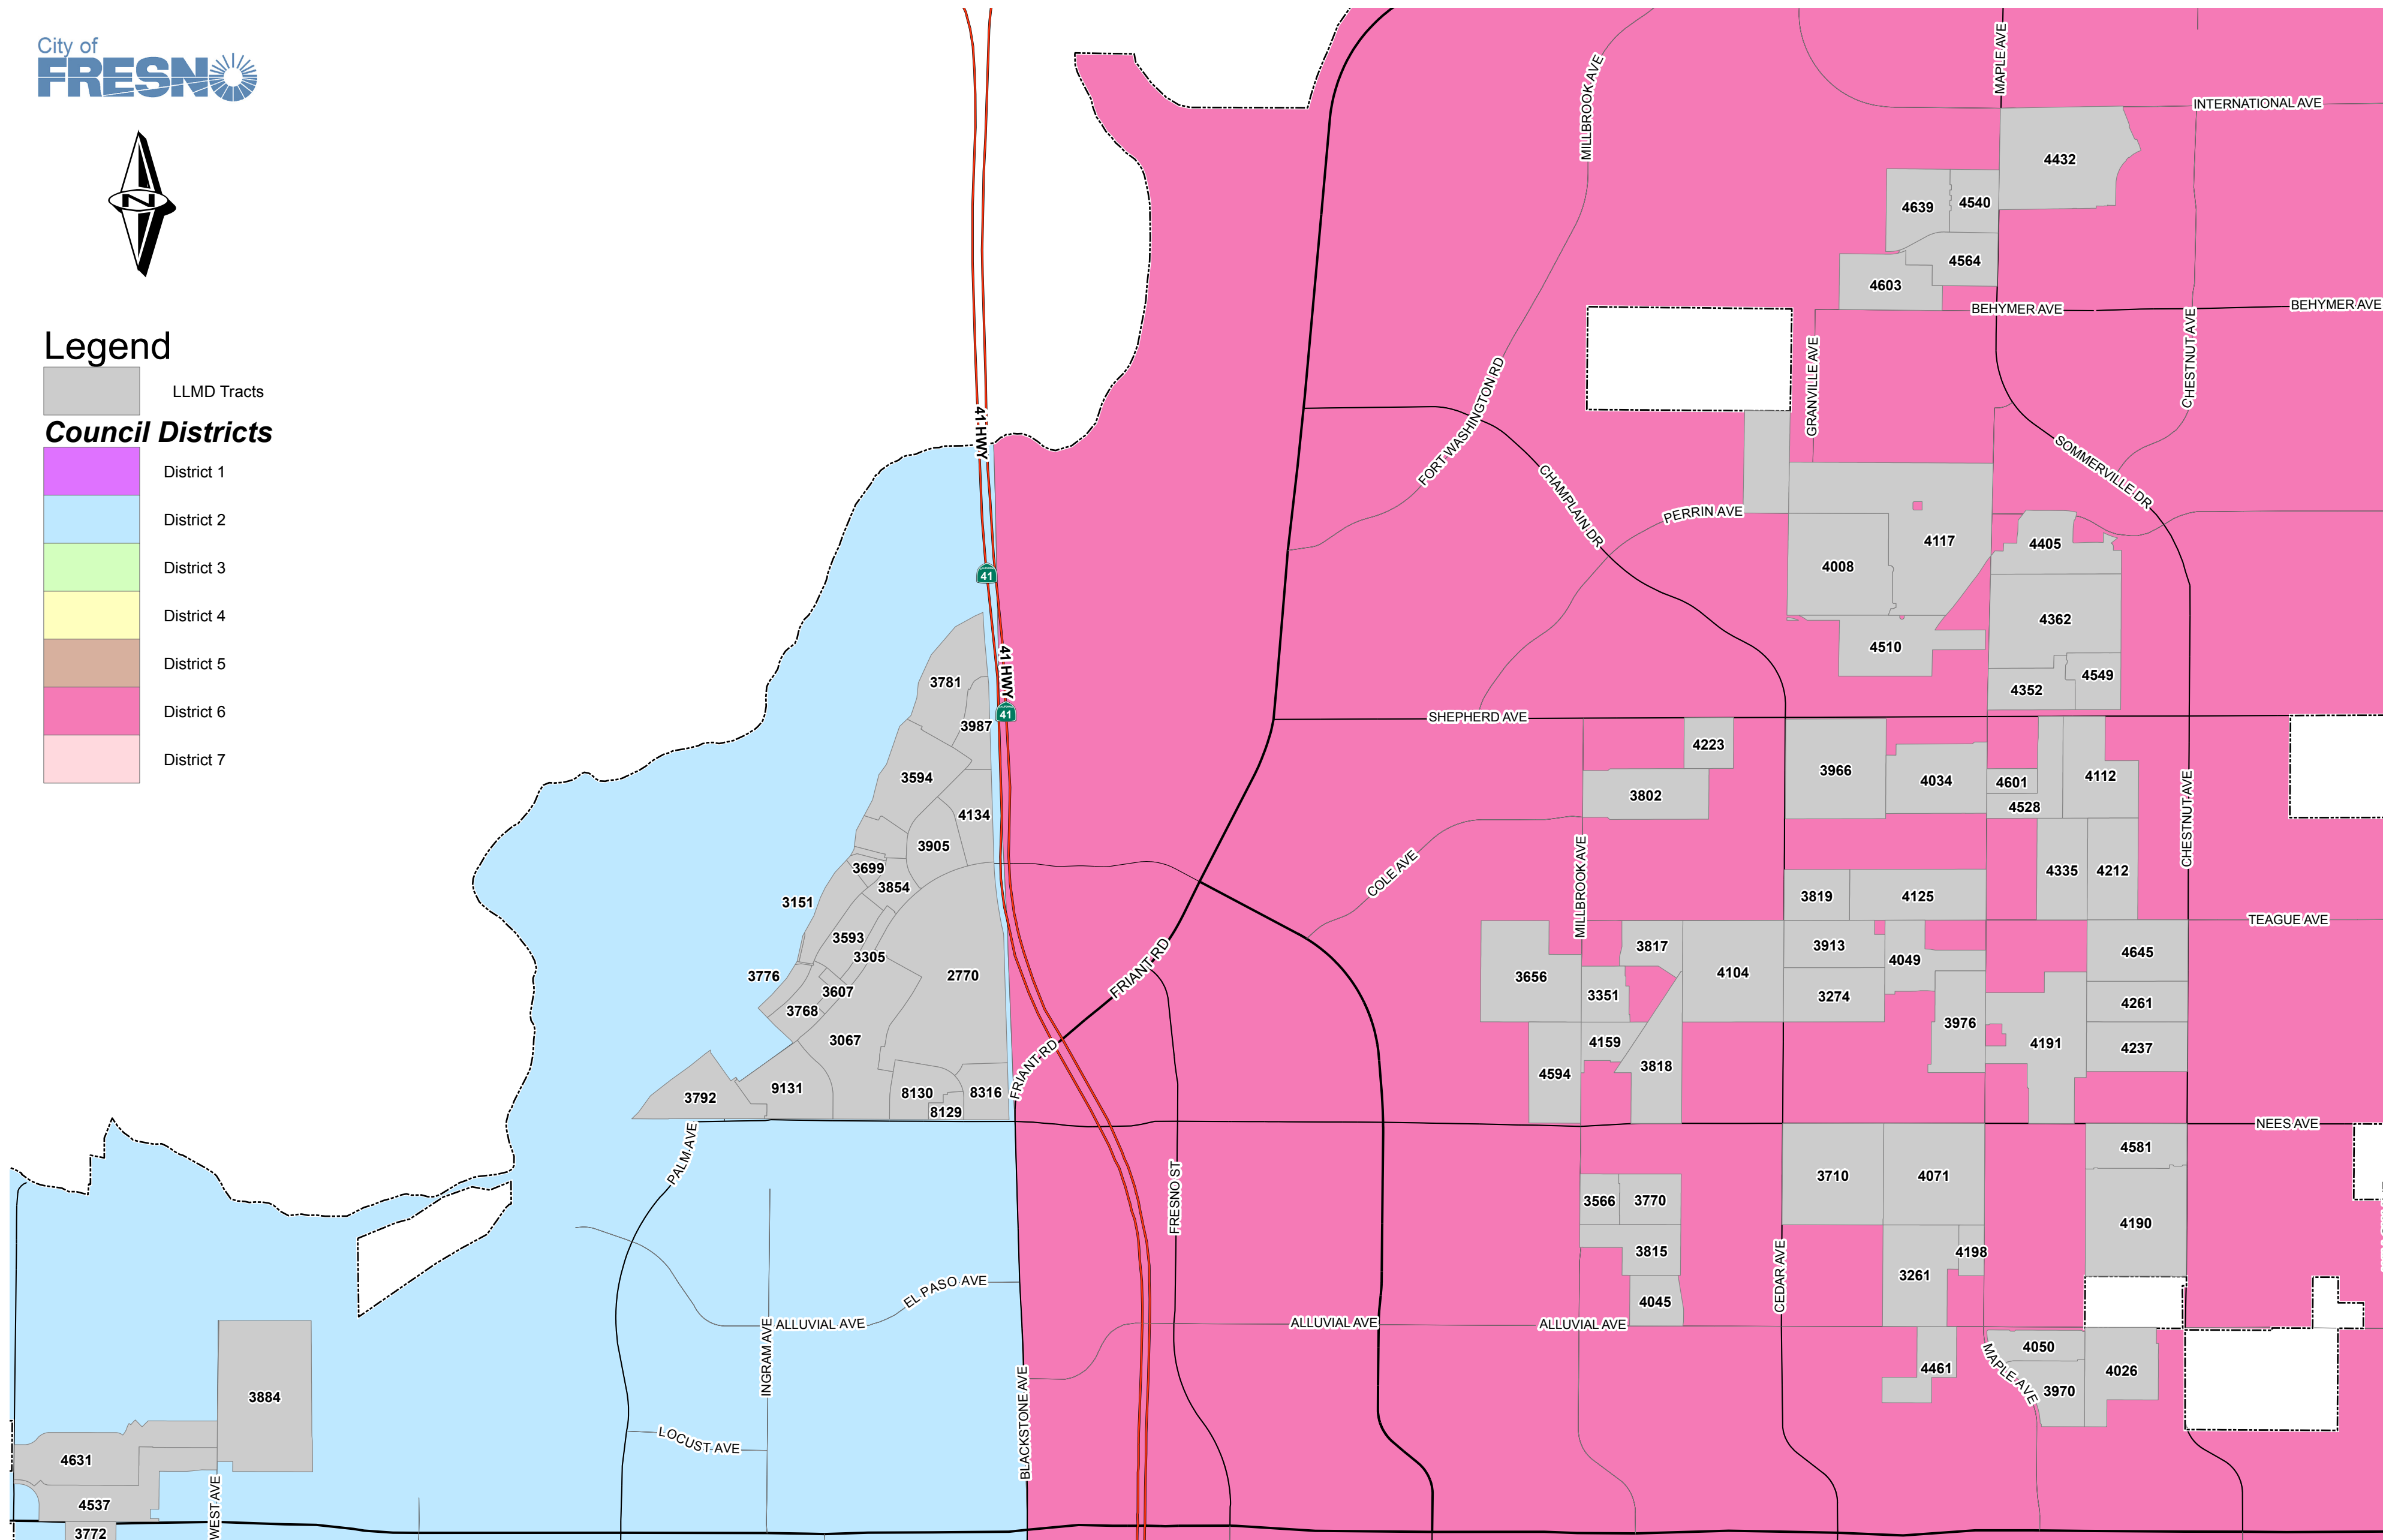 City of
FRESNO
N
Legend
LLMD Tracts
Council Districts
District 1
District 2
District 3
District 4
District 5
District 6
District 7
MAPLE AVE
MILLBROOK AVE
INTERNATIONAL AVE
4432
4639
4540
4564
4603
BEHYMER AVE
BEHYMER AVE
GRANVILLE AVE
CHESTNUT AVE
FORT WASHINGTON RD
41 HWY
SOMMERVILLE DR
CHAMPLAIN DR
PERRIN AVE
4117
4405
4008
41
4362
4510
41 HWY
4549
4352
3781
41
3987
SHEPHERD AVE
4223
3966
4034
4601
4112
4528
3594
3802
4134
CHESTNUT AVE
3905
3699
3854
COLE AVE
MILLBROOK AVE
4335
4212
3819
4125
3151
TEAGUE AVE
3593
3305
3817
3913
4049
4645
3776
2770
FRIANT RD
3656
4104
3607
3351
3274
4261
3768
3976
3067
FRIANT RD
4159
4191
4237
3818
4594
9131
8130
8316
3792
8129
NEES AVE
PALM AVE
FRESNO ST
4581
3710
4071
3566
3770
4190
3815
4198
3261
CEDAR AVE
EL PASO AVE
4045
ALLUVIAL AVE
ALLUVIAL AVE
ALLUVIAL AVE
INGRAM AVE
4050
4461
4026
MAPLE AVE
3970
3884
BLACKSTONE AVE
LOCUST AVE
4631
4537
WEST AVE
3772